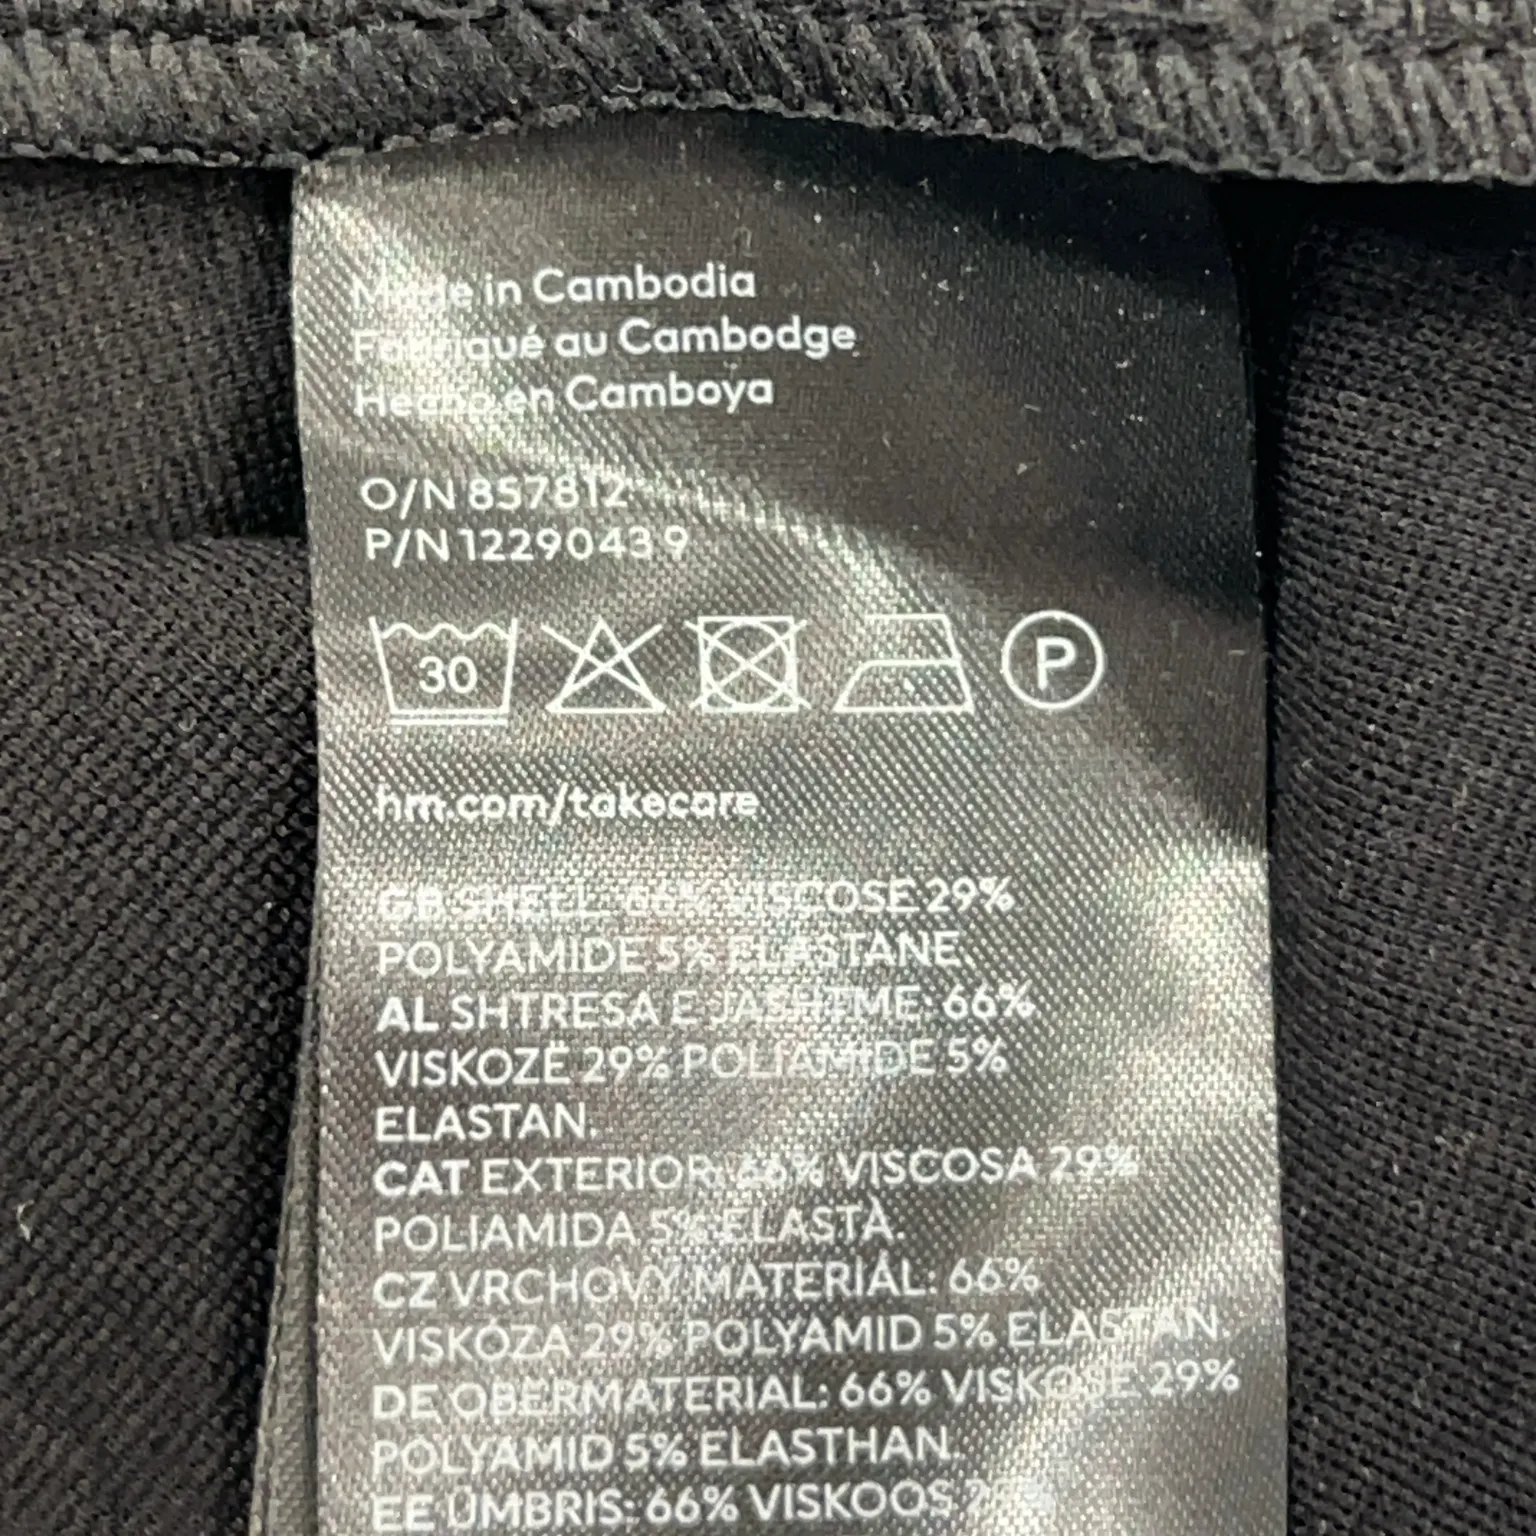 Made in Cambodia
Fabriqué au Cambodge
Hecho en Camboya
O/N 857812
P/N 1229043 9
30
P
hm.com/takecare
GB SHELL: 66% VISCOSE 29%
POLYAMIDE 5% ELASTANE
AL SHTRESA E JASHTME: 66%
VISKOZË 29% POLIAMIDE 5%
ELASTAN.
CAT EXTERIOR: 66% VISCOSA 29%
POLIAMIDA 5% ELASTÀ.
CZ VRCHOVÝ MATERIÁL: 66%
VISKÓZA 29% POLYAMID 5% ELASTAN.
DE OBERMATERIAL: 66% VISKOSE 29%
POLYAMID 5% ELASTHAN.
EE ÜMBRIS: 66% VISKOOS